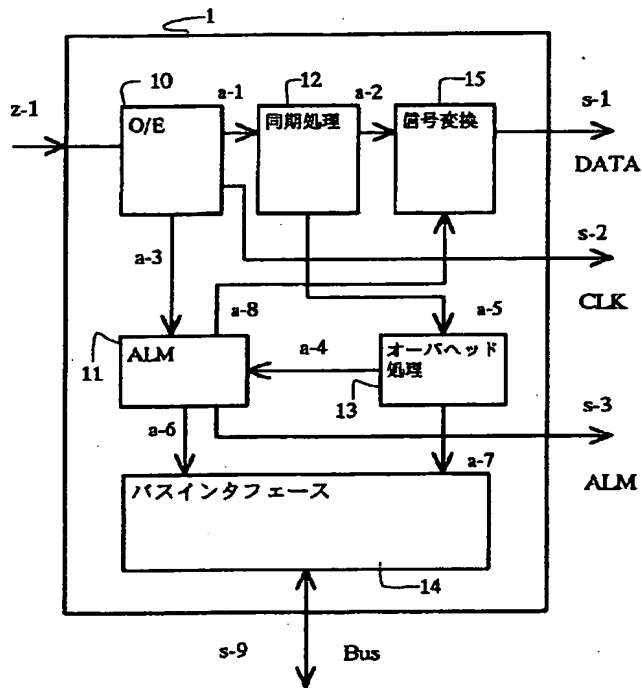 1
10
a-1
12
a-2
15
s-1
z-1
O/E
同期処理
信号変換
DATA
s-2
a-3
CLK
a-8
a-5
11
ALM
a-4
オーバヘッド
処理
13
s-3
a-6
a-7
ALM
バスインタフェース
14
s-9
Bus